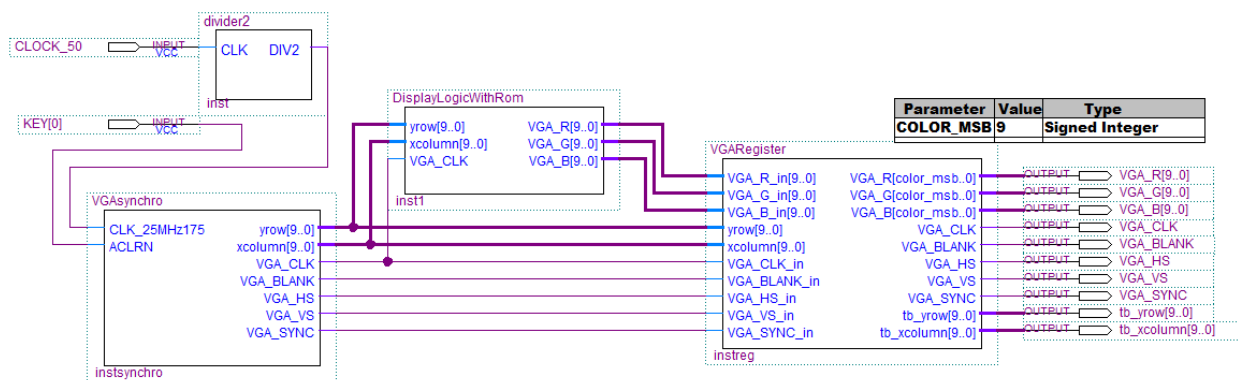 divider2
CLOCK_50
INPUT
VCC
CLK DIV2
inst
KEY[0]
INPUT
VCC
DisplayLogicWithRom
yrow[9..0] VGA_R[9..0]
xcolumn[9..0] VGA_G[9..0]
VGA_CLK VGA_B[9..0]
inst1
Parameter Value Type
COLOR_MSB 9 Signed Integer
VGAsynchro
CLK_25MHz175 yrow[9..0]
ACLRN xcolumn[9..0]
VGA_CLK
VGA_BLANK
VGA_HS
VGA_VS
VGA_SYNC
instsynchro
VGARegister
VGA_R_in[9..0] VGA_R[color_msb..0]
VGA_G_in[9..0] VGA_G[color_msb..0]
VGA_B_in[9..0] VGA_B[color_msb..0]
yrow[9..0] VGA_CLK
xcolumn[9..0] VGA_BLANK
VGA_CLK_in VGA_HS
VGA_BLANK_in VGA_VS
VGA_HS_in VGA_SYNC
VGA_VS_in tb_yrow[9..0]
VGA_SYNC_in tb_xcolumn[9..0]
instreg
OUTPUT VGA_R[9..0]
OUTPUT VGA_G[9..0]
OUTPUT VGA_B[9..0]
OUTPUT VGA_CLK
OUTPUT VGA_BLANK
OUTPUT VGA_HS
OUTPUT VGA_VS
OUTPUT VGA_SYNC
OUTPUT tb_yrow[9..0]
OUTPUT tb_xcolumn[9..0]